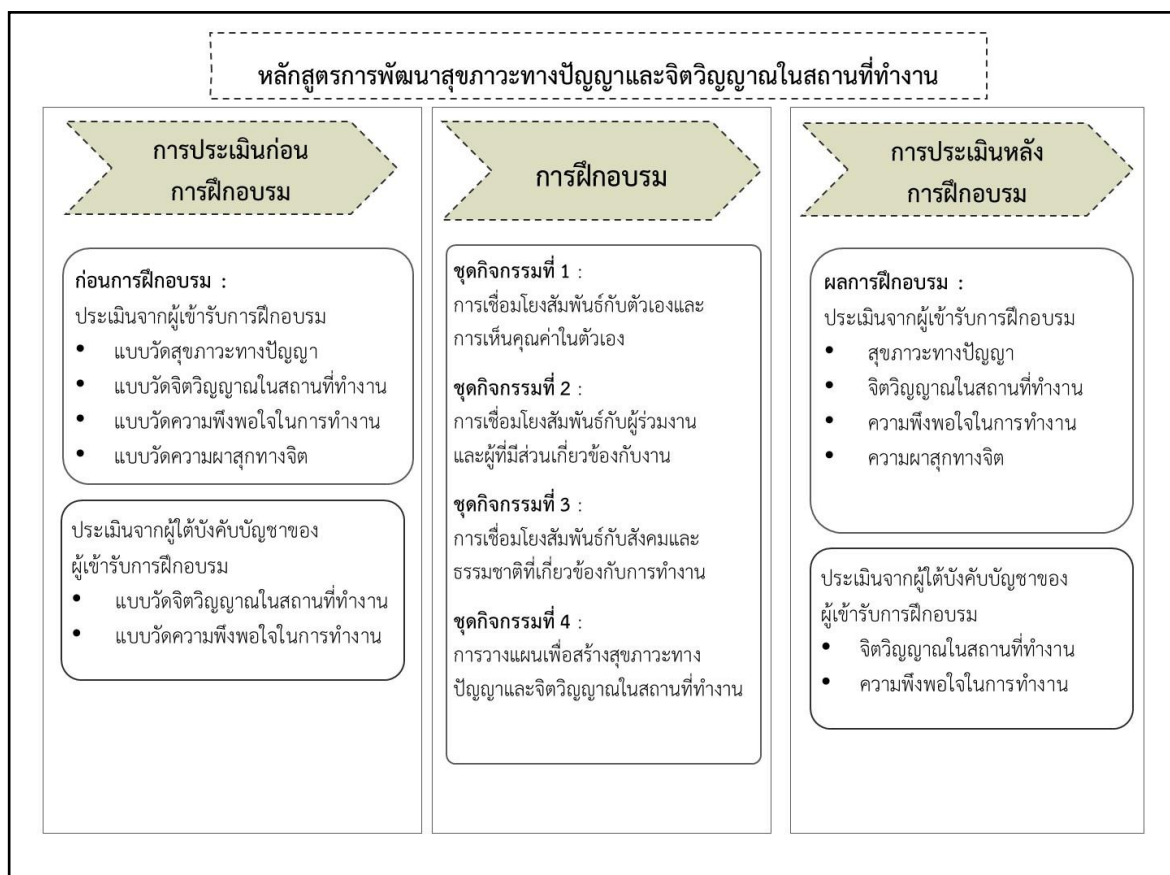 หลักสูตรการพัฒนาสุขภาวะทางปัญญาและจิตวิญญาณในสถานที่ทำงาน
การประเมินก่อน
การฝึกอบรม
ก่อนการฝึกอบรม :
ประเมินจากผู้เข้ารับการฝึกอบรม
• แบบวัดสุขภาวะทางปัญญา
• แบบวัดจิตวิญญาณในสถานที่ทำงาน
• แบบวัดความพึงพอใจในการทำงาน
• แบบวัดความผาสุกทางจิต
ประเมินจากผู้ใต้บังคับบัญชาของ
ผู้เข้ารับการฝึกอบรม
• แบบวัดจิตวิญญาณในสถานที่ทำงาน
• แบบวัดความพึงพอใจในการทำงาน
การฝึกอบรม
ชุดกิจกรรมที่ 1 :
การเชื่อมโยงสัมพันธ์กับตัวเองและ
การเห็นคุณค่าในตัวเอง
ชุดกิจกรรมที่ 2 :
การเชื่อมโยงสัมพันธ์กับผู้ร่วมงาน
และผู้ที่มีส่วนเกี่ยวข้องกับงาน
ชุดกิจกรรมที่ 3 :
การเชื่อมโยงสัมพันธ์กับสังคมและ
ธรรมชาติที่เกี่ยวข้องกับการทำงาน
ชุดกิจกรรมที่ 4 :
การวางแผนเพื่อสร้างสุขภาวะทาง
ปัญญาและจิตวิญญาณในสถานที่ทำงาน
การประเมินหลัง
การฝึกอบรม
ผลการฝึกอบรม :
ประเมินจากผู้เข้ารับการฝึกอบรม
• สุขภาวะทางปัญญา
• จิตวิญญาณในสถานที่ทำงาน
• ความพึงพอใจในการทำงาน
• ความผาสุกทางจิต
ประเมินจากผู้ใต้บังคับบัญชาของ
ผู้เข้ารับการฝึกอบรม
• จิตวิญญาณในสถานที่ทำงาน
• ความพึงพอใจในการทำงาน